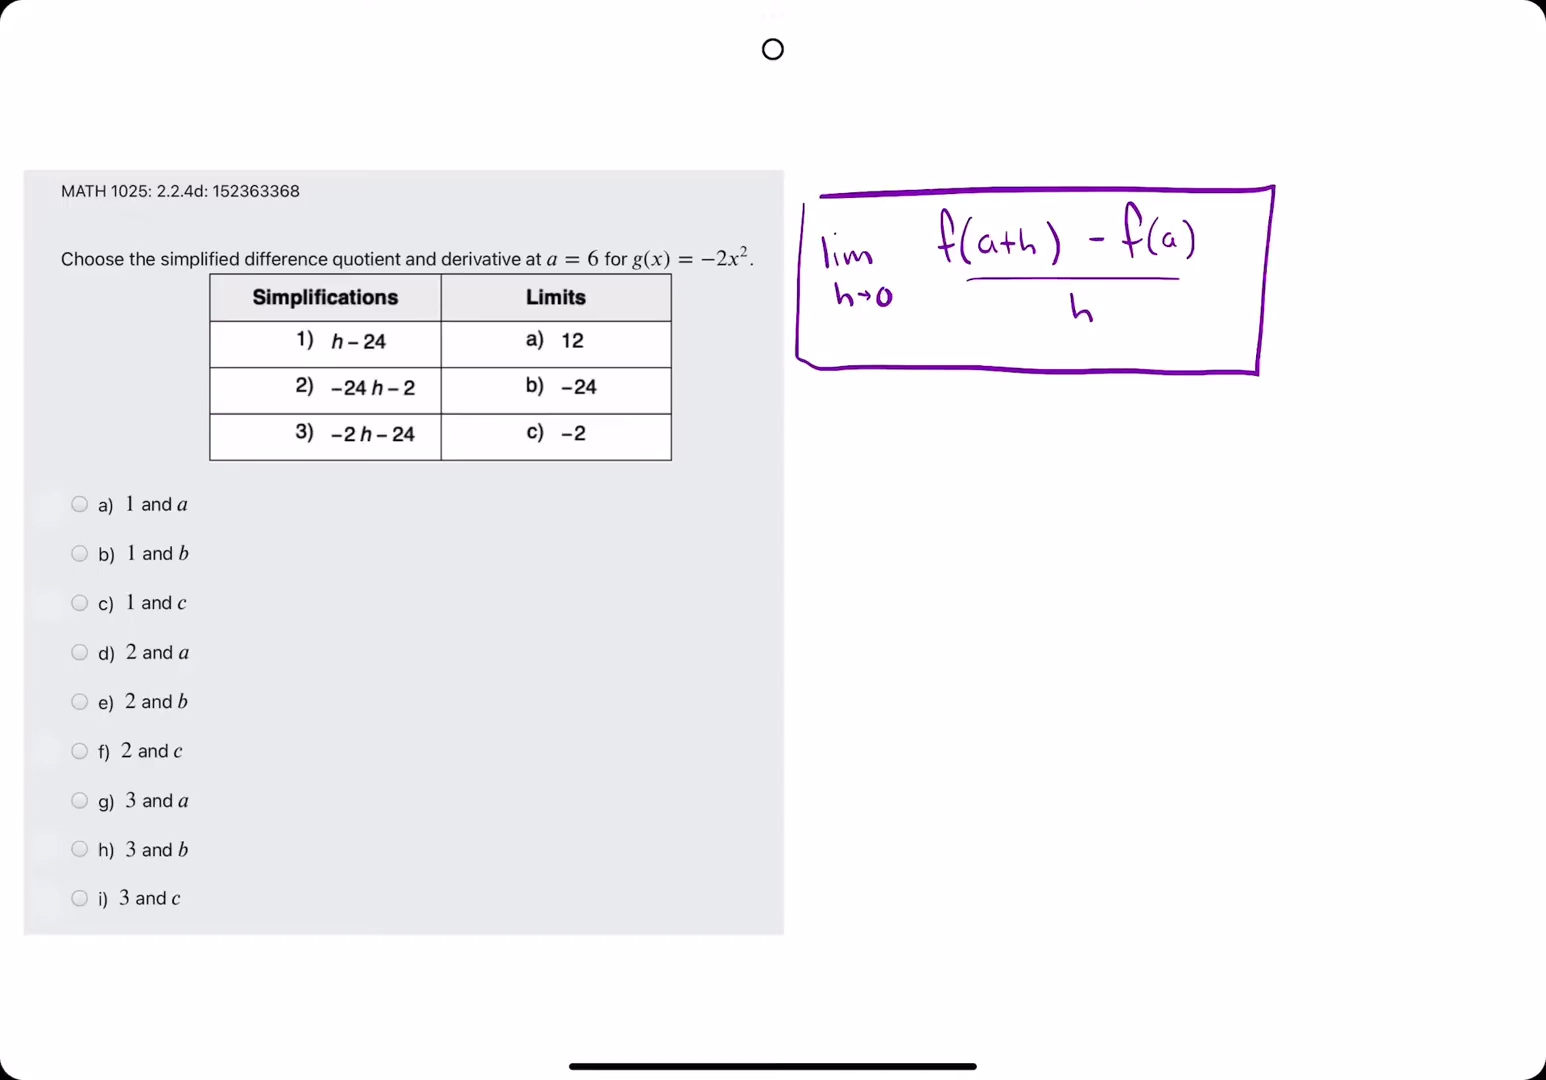 MATH 1025: 2.2.4d: 152363368
Choose the simplified difference quotient and derivative at a = 6 for g(x) = −2x².
Simplifications Limits
1) h – 24 a) 12
2) –24 h – 2 b) –24
3) –2 h – 24 c) –2
a) 1 and a
b) 1 and b
c) 1 and c
d) 2 and a
e) 2 and b
f) 2 and c
g) 3 and a
h) 3 and b
i) 3 and c
lim f(a+h) - f(a)
h→0 h